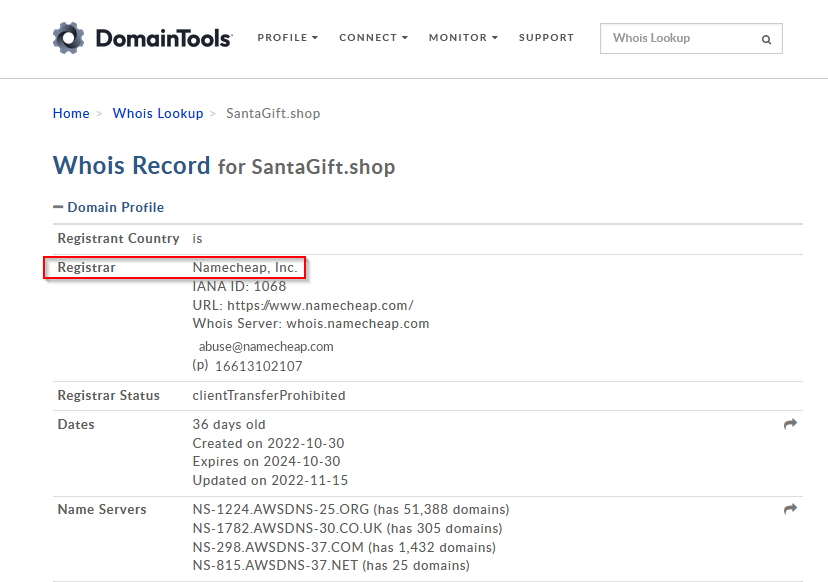 DomainTools PROFILE CONNECT MONITOR SUPPORT Whois Lookup
Home > Whois Lookup > SantaGift.shop
Whois Record for SantaGift.shop
Domain Profile
Registrant Country is
Registrar Namecheap, Inc.
IANA ID: 1068
URL: https://www.namecheap.com/
Whois Server: whois.namecheap.com
abuse@namecheap.com
(p) 16613102107
Registrar Status clientTransferProhibited
Dates 36 days old
Created on 2022-10-30
Expires on 2024-10-30
Updated on 2022-11-15
Name Servers NS-1224.AWSDNS-25.ORG (has 51,388 domains)
NS-1782.AWSDNS-30.CO.UK (has 305 domains)
NS-298.AWSDNS-37.COM (has 1,432 domains)
NS-815.AWSDNS-37.NET (has 25 domains)